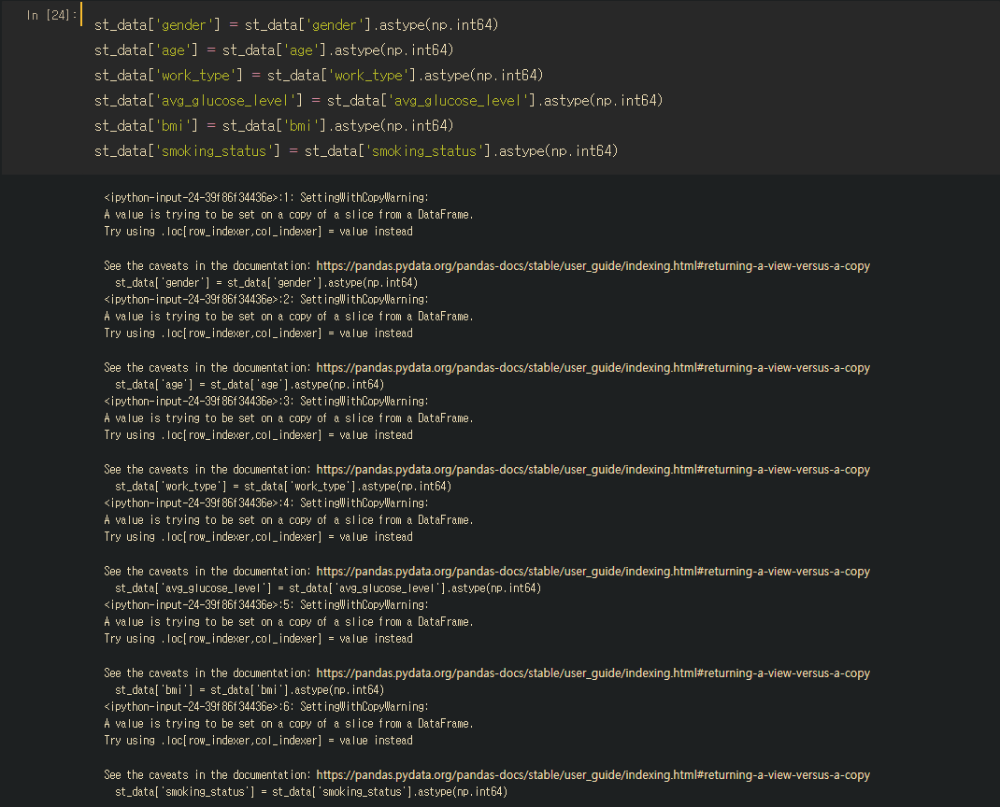 In [24]:
st_data['gender'] = st_data['gender'].astype(np.int64)
st_data['age'] = st_data['age'].astype(np.int64)
st_data['work_type'] = st_data['work_type'].astype(np.int64)
st_data['avg_glucose_level'] = st_data['avg_glucose_level'].astype(np.int64)
st_data['bmi'] = st_data['bmi'].astype(np.int64)
st_data['smoking_status'] = st_data['smoking_status'].astype(np.int64)
<ipython-input-24-39f86f34436e>:1: SettingWithCopyWarning:
A value is trying to be set on a copy of a slice from a DataFrame.
Try using .loc[row_indexer,col_indexer] = value instead
See the caveats in the documentation: https://pandas.pydata.org/pandas-docs/stable/user_guide/indexing.html#returning-a-view-versus-a-copy
st_data['gender'] = st_data['gender'].astype(np.int64)
<ipython-input-24-39f86f34436e>:2: SettingWithCopyWarning:
A value is trying to be set on a copy of a slice from a DataFrame.
Try using .loc[row_indexer,col_indexer] = value instead
See the caveats in the documentation: https://pandas.pydata.org/pandas-docs/stable/user_guide/indexing.html#returning-a-view-versus-a-copy
st_data['age'] = st_data['age'].astype(np.int64)
<ipython-input-24-39f86f34436e>:3: SettingWithCopyWarning:
A value is trying to be set on a copy of a slice from a DataFrame.
Try using .loc[row_indexer,col_indexer] = value instead
See the caveats in the documentation: https://pandas.pydata.org/pandas-docs/stable/user_guide/indexing.html#returning-a-view-versus-a-copy
st_data['work_type'] = st_data['work_type'].astype(np.int64)
<ipython-input-24-39f86f34436e>:4: SettingWithCopyWarning:
A value is trying to be set on a copy of a slice from a DataFrame.
Try using .loc[row_indexer,col_indexer] = value instead
See the caveats in the documentation: https://pandas.pydata.org/pandas-docs/stable/user_guide/indexing.html#returning-a-view-versus-a-copy
st_data['avg_glucose_level'] = st_data['avg_glucose_level'].astype(np.int64)
<ipython-input-24-39f86f34436e>:5: SettingWithCopyWarning:
A value is trying to be set on a copy of a slice from a DataFrame.
Try using .loc[row_indexer,col_indexer] = value instead
See the caveats in the documentation: https://pandas.pydata.org/pandas-docs/stable/user_guide/indexing.html#returning-a-view-versus-a-copy
st_data['bmi'] = st_data['bmi'].astype(np.int64)
<ipython-input-24-39f86f34436e>:6: SettingWithCopyWarning:
A value is trying to be set on a copy of a slice from a DataFrame.
Try using .loc[row_indexer,col_indexer] = value instead
See the caveats in the documentation: https://pandas.pydata.org/pandas-docs/stable/user_guide/indexing.html#returning-a-view-versus-a-copy
st_data['smoking_status'] = st_data['smoking_status'].astype(np.int64)